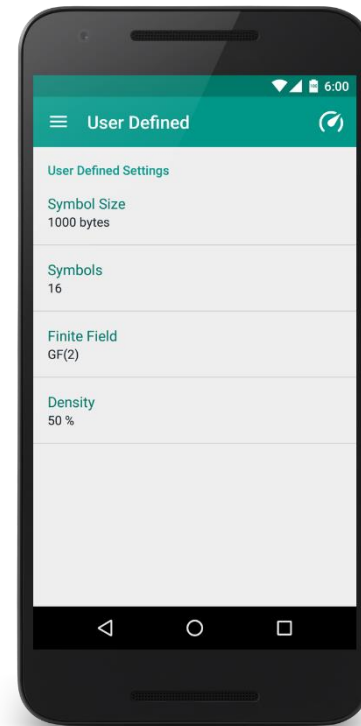 6:00
User Defined
User Defined Settings
Symbol Size
1000 bytes
Symbols
16
Finite Field
GF(2)
Density
50 %